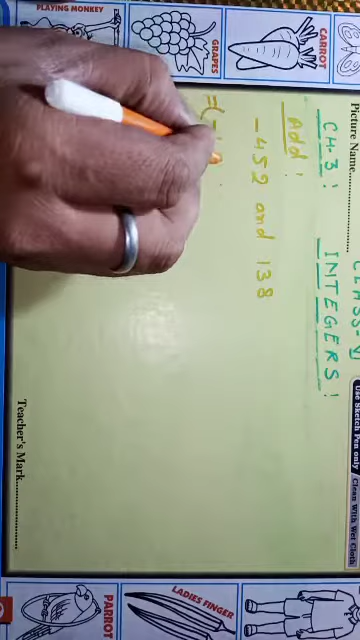 PLAYING MONKEY
GRAPES
CARROT
Picture Name
CLASS-VI
CH.3: INTEGERS!
Add:
-452 and 138
Use Sketch Pen only
Clean With Wet Cloth
Teacher's Mark
PARROT
LADIES FINGER